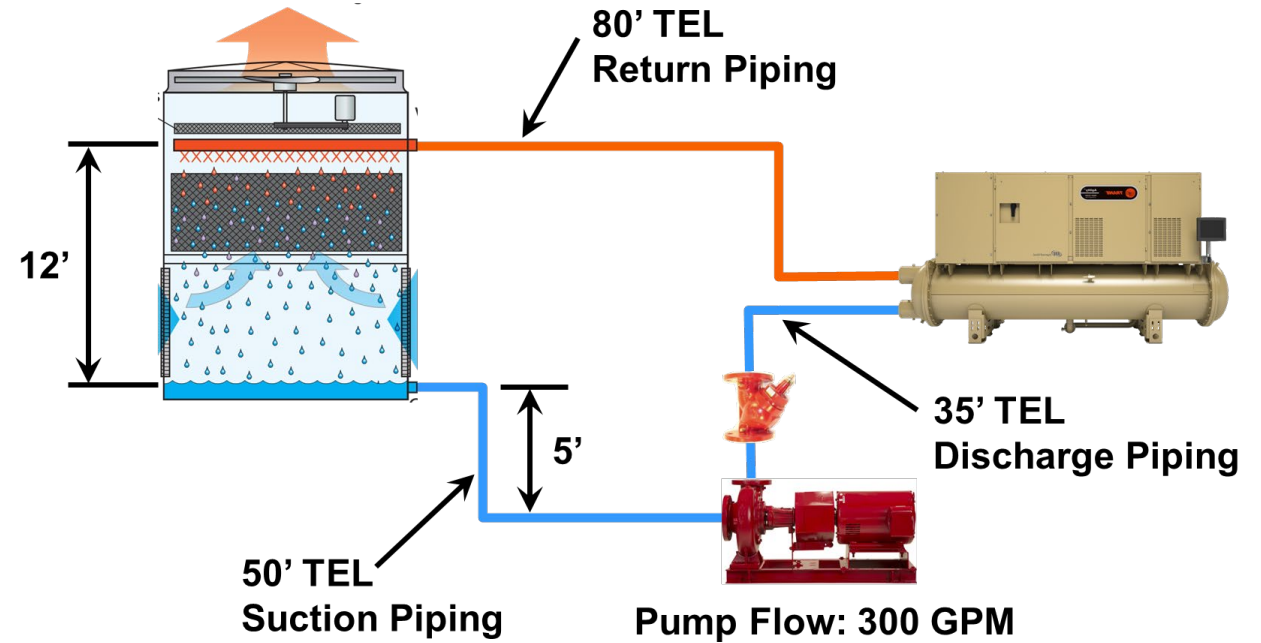 80’ TEL
Return Piping
12’
5’
35’ TEL
Discharge Piping
50’ TEL
Suction Piping
Pump Flow: 300 GPM